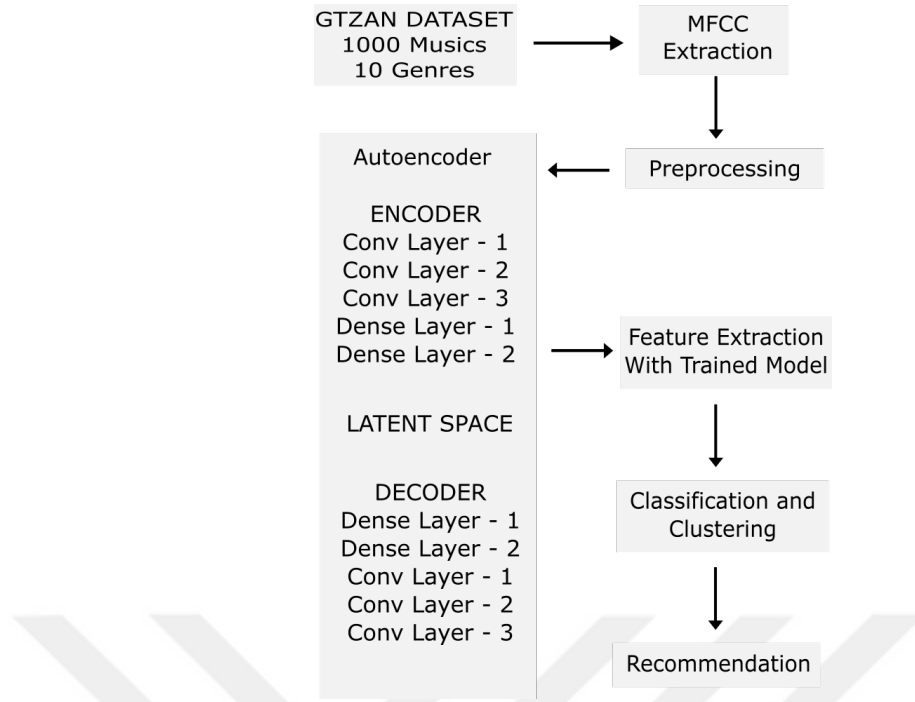 GTZAN DATASET
1000 Musics
10 Genres
MFCC
Extraction
Preprocessing
Autoencoder
ENCODER
Conv Layer - 1
Conv Layer - 2
Conv Layer - 3
Dense Layer - 1
Dense Layer - 2
LATENT SPACE
DECODER
Dense Layer - 1
Dense Layer - 2
Conv Layer - 1
Conv Layer - 2
Conv Layer - 3
Feature Extraction
With Trained Model
Classification and
Clustering
Recommendation